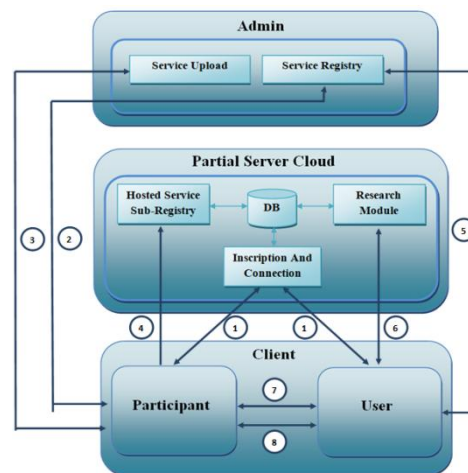 Admin
Service Upload
Service Registry
Partial Server Cloud
Hosted Service
Sub-Registry
DB
Research
Module
Inscription And
Connection
3
2
5
4
1
1
6
Client
Participant
7
User
8